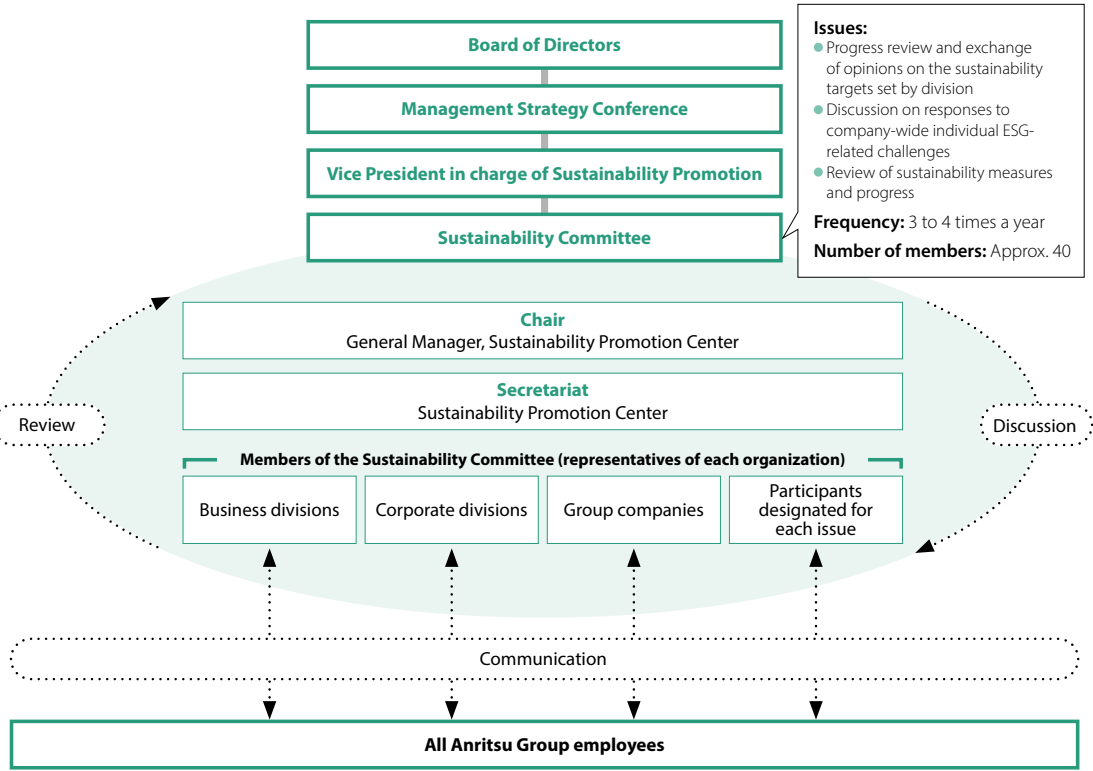 Board of Directors
Management Strategy Conference
Vice President in charge of Sustainability Promotion
Sustainability Committee
Issues:
Progress review and exchange
of opinions on the sustainability
targets set by division
Discussion on responses to
company-wide individual ESG-
related challenges
Review of sustainability measures
and progress
Frequency: 3 to 4 times a year
Number of members: Approx. 40
Chair
General Manager, Sustainability Promotion Center
Secretariat
Sustainability Promotion Center
Review
Discussion
Members of the Sustainability Committee (representatives of each organization)
Business divisions
Corporate divisions
Group companies
Participants
designated for
each issue
Communication
All Anritsu Group employees